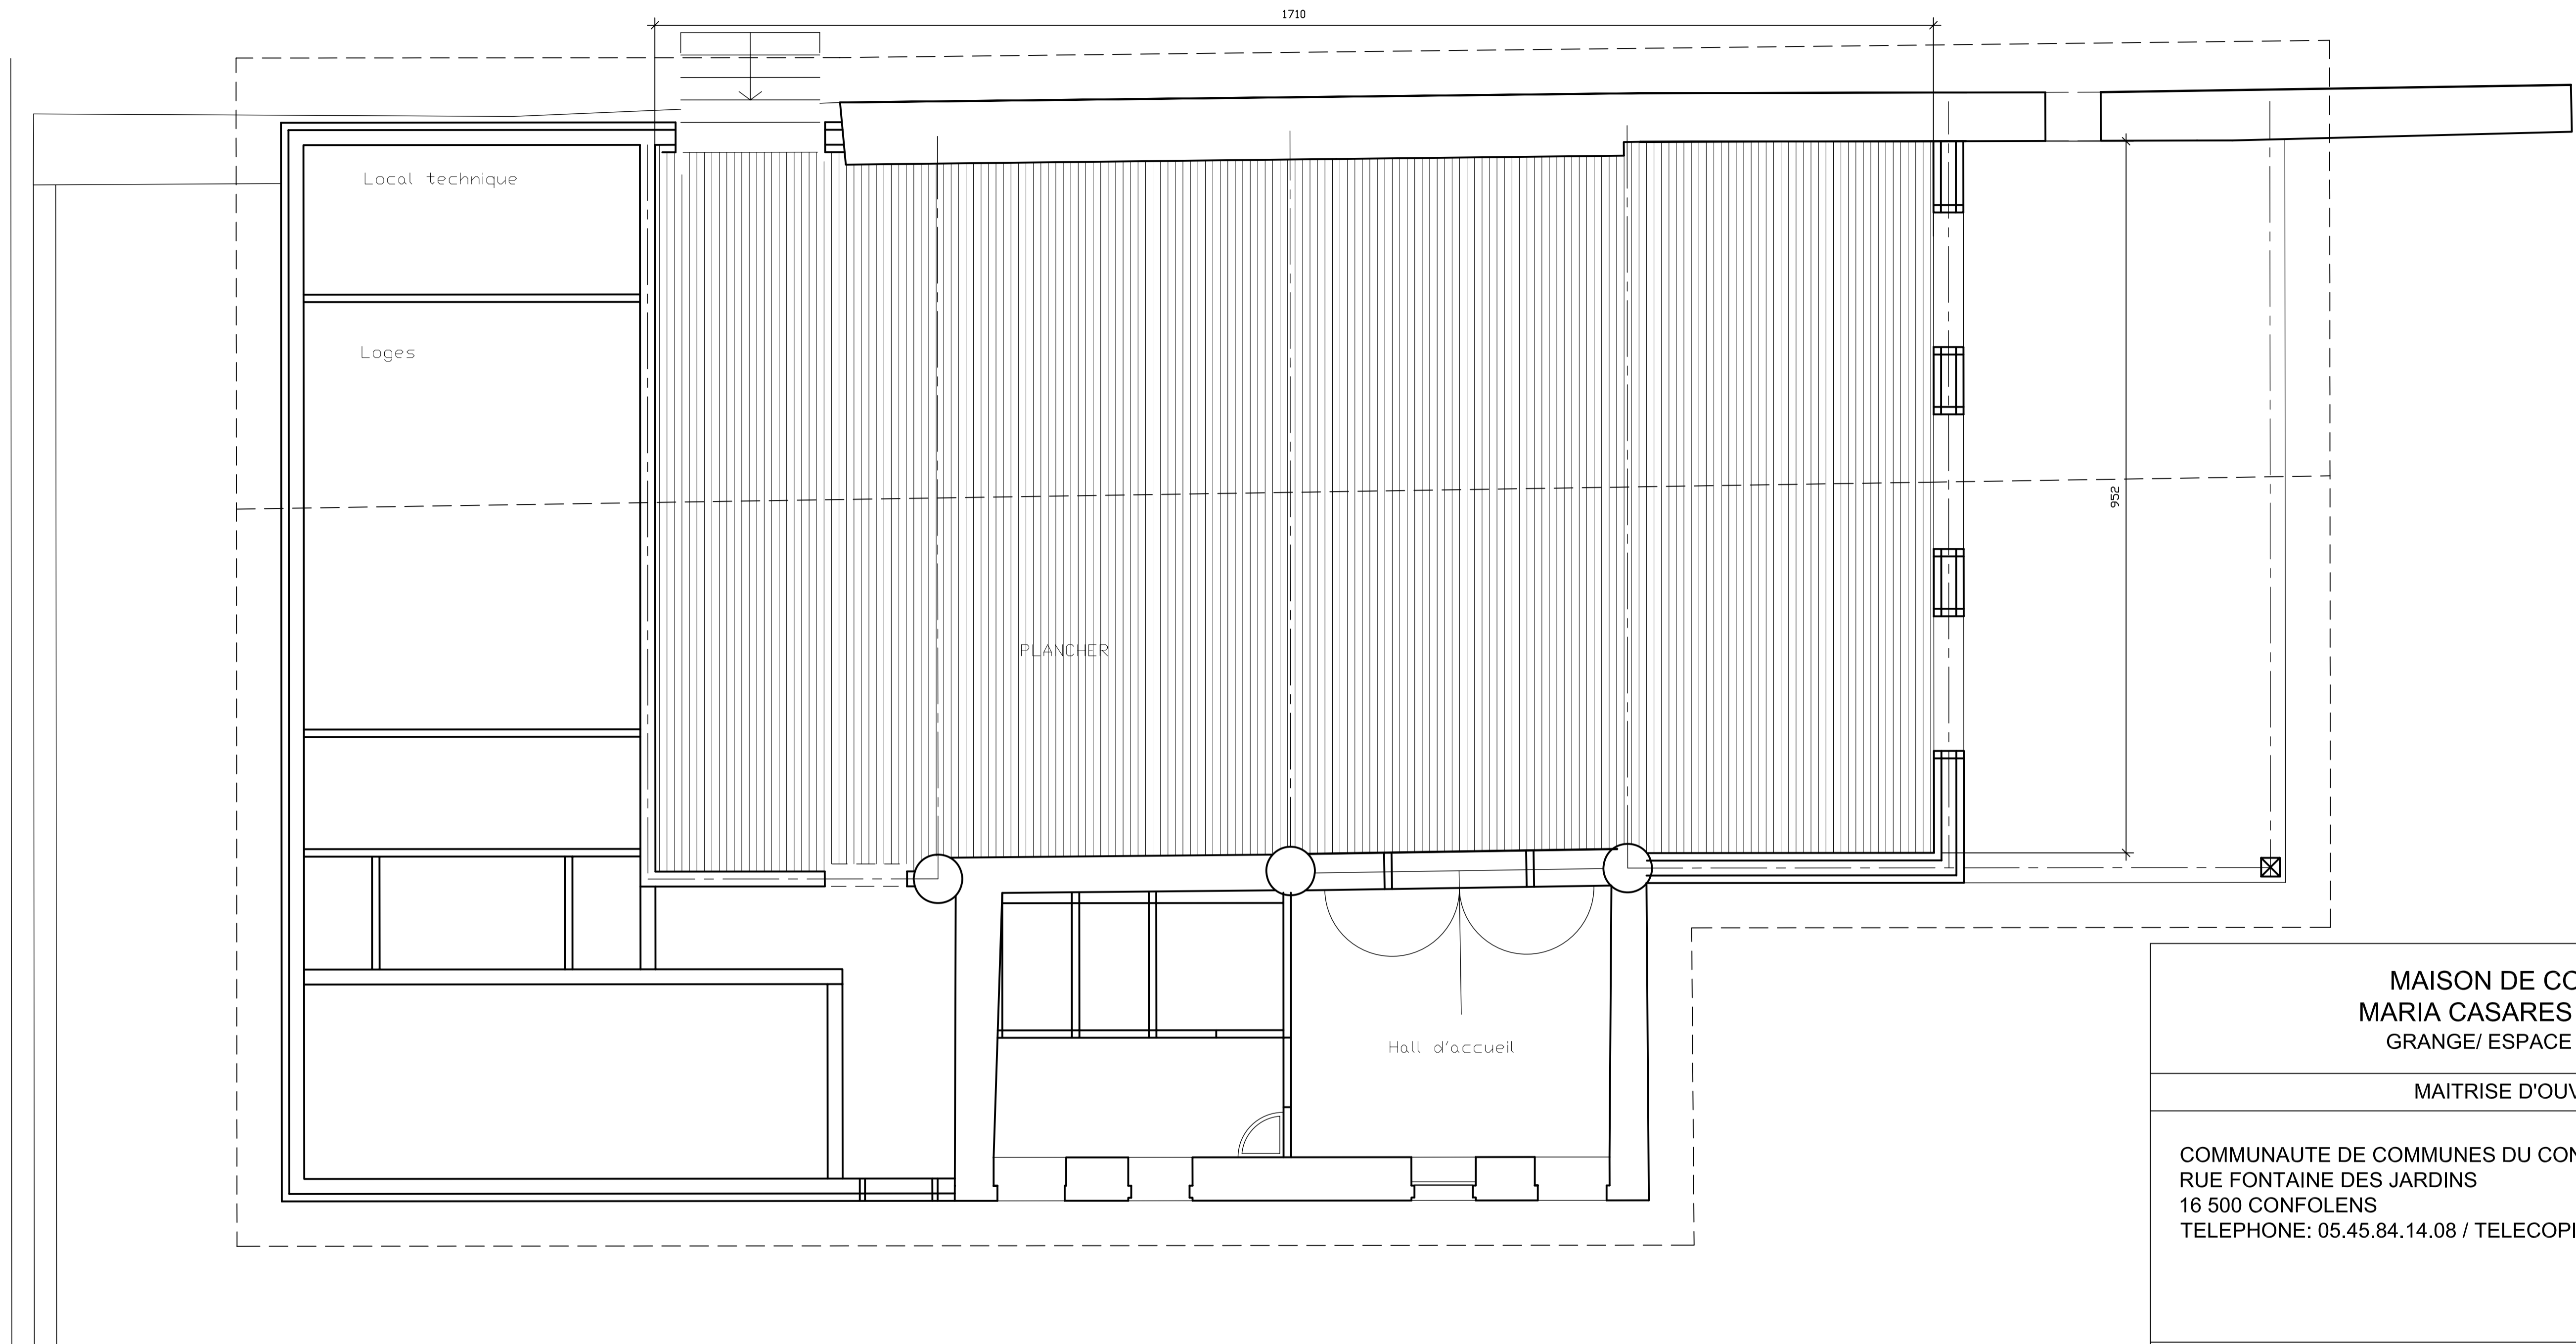 1710
Local technique
Loges
952
PLANCHER
Hall d'accueil
MAISON DE CO
MARIA CASARES
GRANGE/ ESPACE
MAITRISE D'OUV
COMMUNAUTE DE COMMUNES DU CON
RUE FONTAINE DES JARDINS
16 500 CONFOLENS
TELEPHONE: 05.45.84.14.08 / TELECOPI